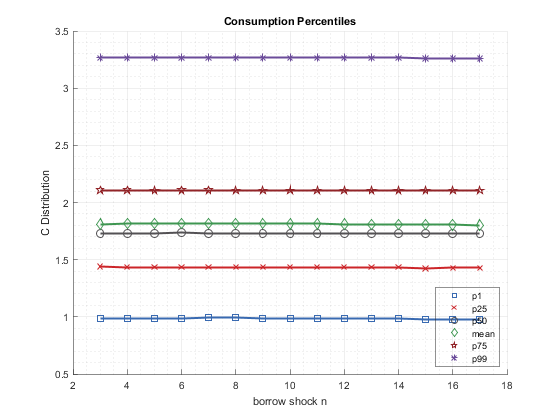 Consumption Percentiles
3.5
3
2.5
2
1.5
1
0.5
C Distribution
2 4 6 8 10 12 14 16 18
borrow shock n
p1
p25
p50
mean
p75
p99